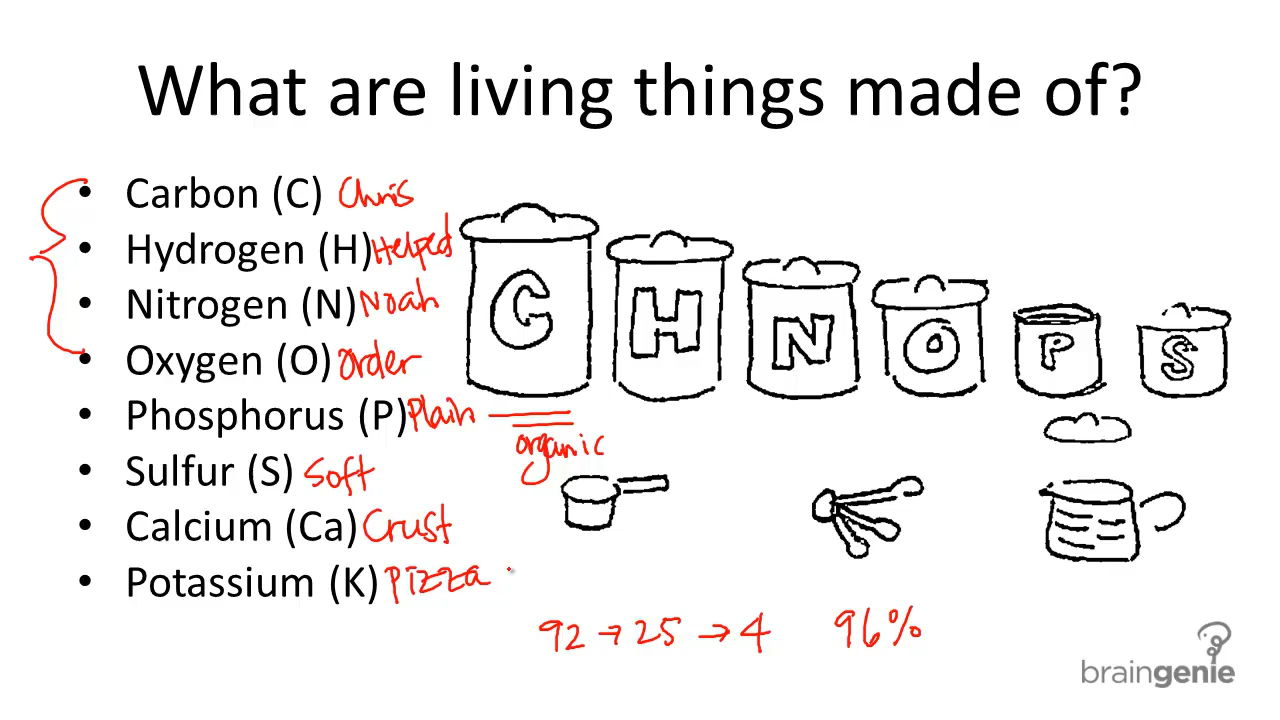 What are living things made of?
• Carbon (C) Chris
• Hydrogen (H) Helped
• Nitrogen (N) Noah
• Oxygen (O) Order
• Phosphorus (P) Plain
• Sulfur (S) Soft
• Calcium (Ca) Crust
• Potassium (K) Pizza
C H N O P S
organic
92 → 25 → 4 96%
braingenie